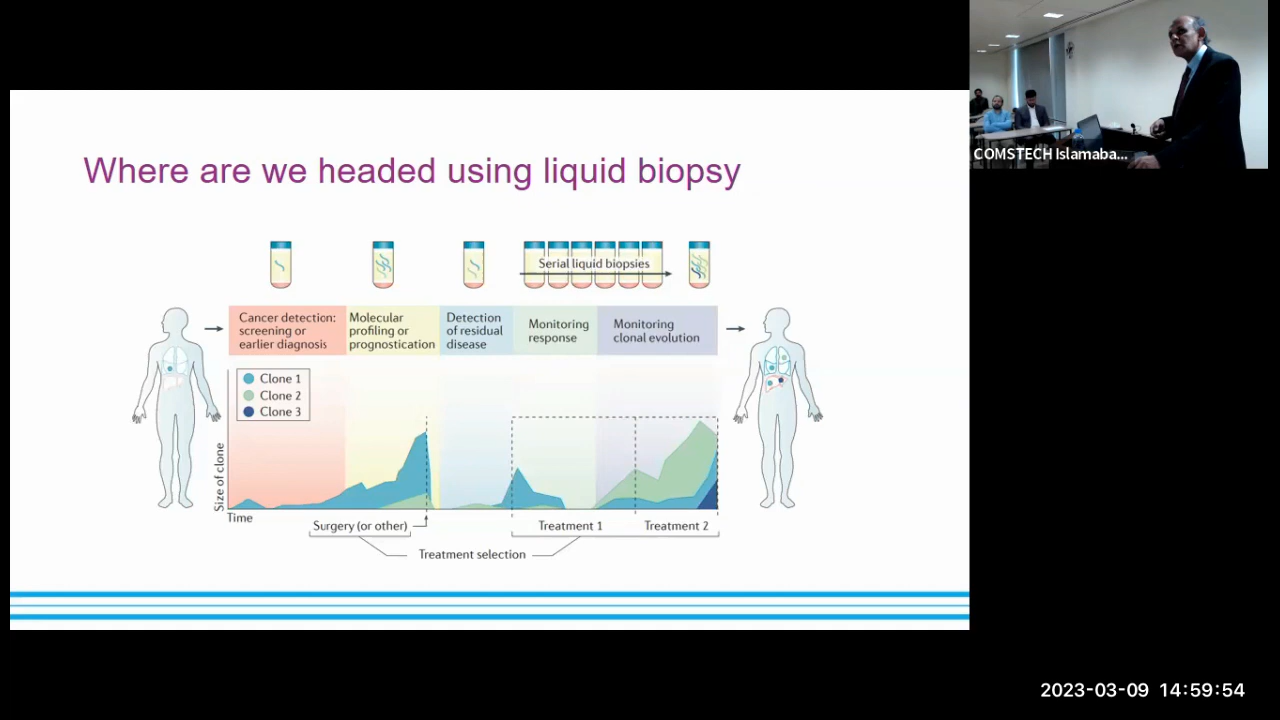 COMSTECH Islamaba...
Where are we headed using liquid biopsy
Serial liquid biopsies
Cancer detection:
screening or
earlier diagnosis
Molecular
profiling or
prognostication
Detection
of residual
disease
Monitoring
response
Monitoring
clonal evolution
Clone 1
Clone 2
Clone 3
Size of clone
Time
Surgery (or other)
Treatment 1
Treatment 2
Treatment selection
2023-03-09 14:59:54